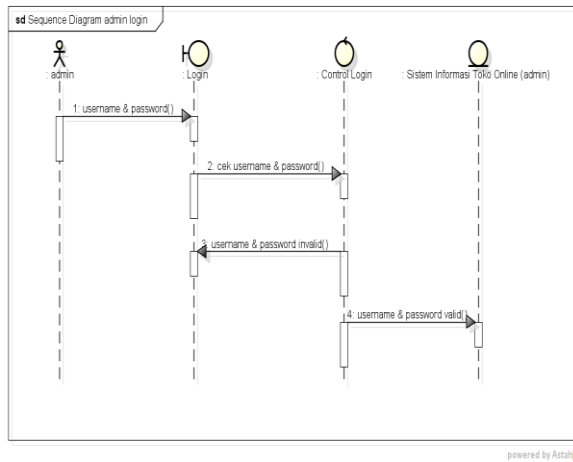 sd Sequence Diagram admin login
: admin
: Login
: Control Login
: Sistem Informasi Toko Online (admin)
1: username & password()
2: cek username & password()
3: username & password invalid()
4: username & password valid()
powered by Astah